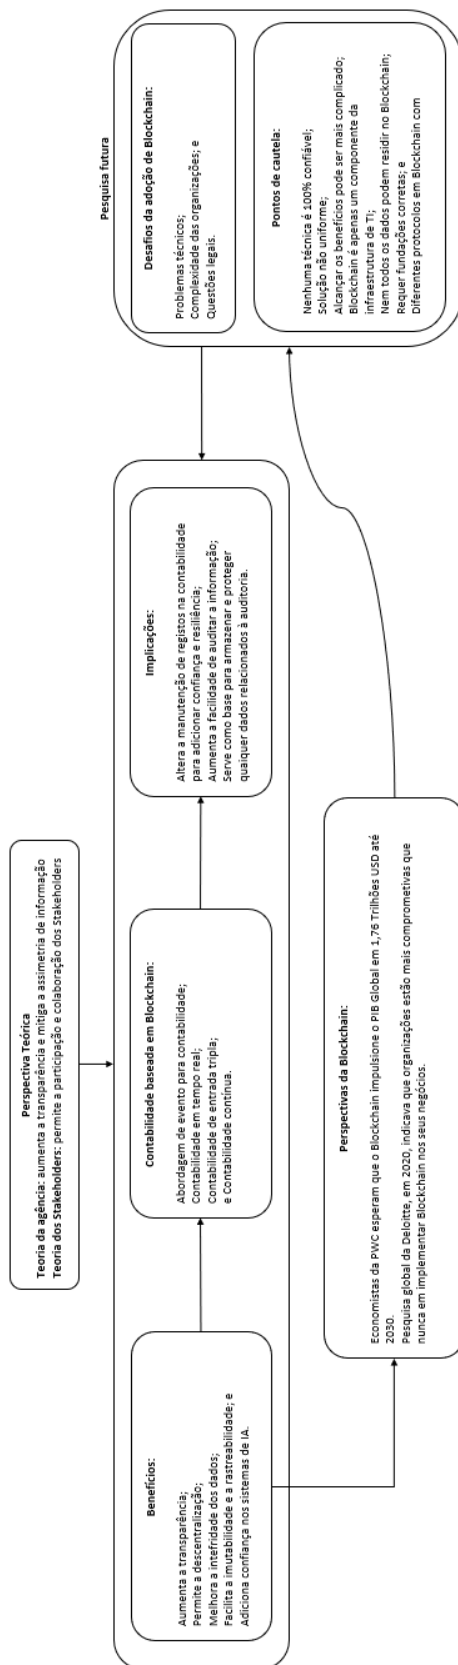 Perspectiva Teórica
Teoria da agência: aumenta a transparência e mitiga a assimetria de informação
Teoria dos Stakeholders: permite a participação e colaboração dos Stakeholders
Benefícios:
Aumenta a transparência;
Permite a descentralização;
Melhora a intefridade dos dados;
Facilita a imutabilidade e a rastreabilidade; e
Adiciona confiança nos sistemas de IA.
Contabilidade baseada em Blockchain:
Abordagem de evento para contabilidade;
Contabilidade em tempo real;
Contabilidade de entrada tripla;
e Contabilidade contínua.
Implicações:
Altera a manutenção de registos na contabilidade
para adicionar confiança e resiliência;
Aumenta a facilidade de auditar a informação;
Serve como base para armazenar e proteger
quaiquer dados relacionados à auditoria.
Perspectivas da Blockchain:
Economistas da PWC esperam que o Blockchain impulsione o PIB Global em 1,76 Trilhões USD até
2030.
Pesquisa global da Deloitte, em 2020, indicava que organizações estão mais comprometivas que
nunca em implementar Blockchain nos seus negócios.
Pesquisa futura
Desafios da adoção de Blockchain:
Problemas técnicos;
Complexidade das organizações; e
Questões legais.
Pontos de cautela:
Nenhuma técnica é 100% confiável;
Solução não uniforme;
Alcançar os benefícios pode ser mais complicado;
Blockchain é apenas um componente da
infraestrutura de TI;
Nem todos os dados podem residir no Blockchain;
Requer fundações corretas; e
Diferentes protocolos em Blockchain com